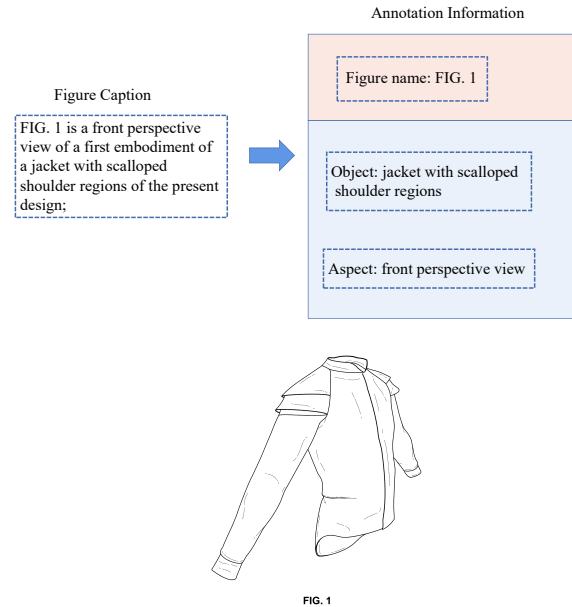 Annotation Information
Figure name: FIG. 1
Figure Caption
FIG. 1 is a front perspective
view of a first embodiment of
a jacket with scalloped
shoulder regions of the present
design;
Object: jacket with scalloped
shoulder regions
Aspect: front perspective view
FIG. 1